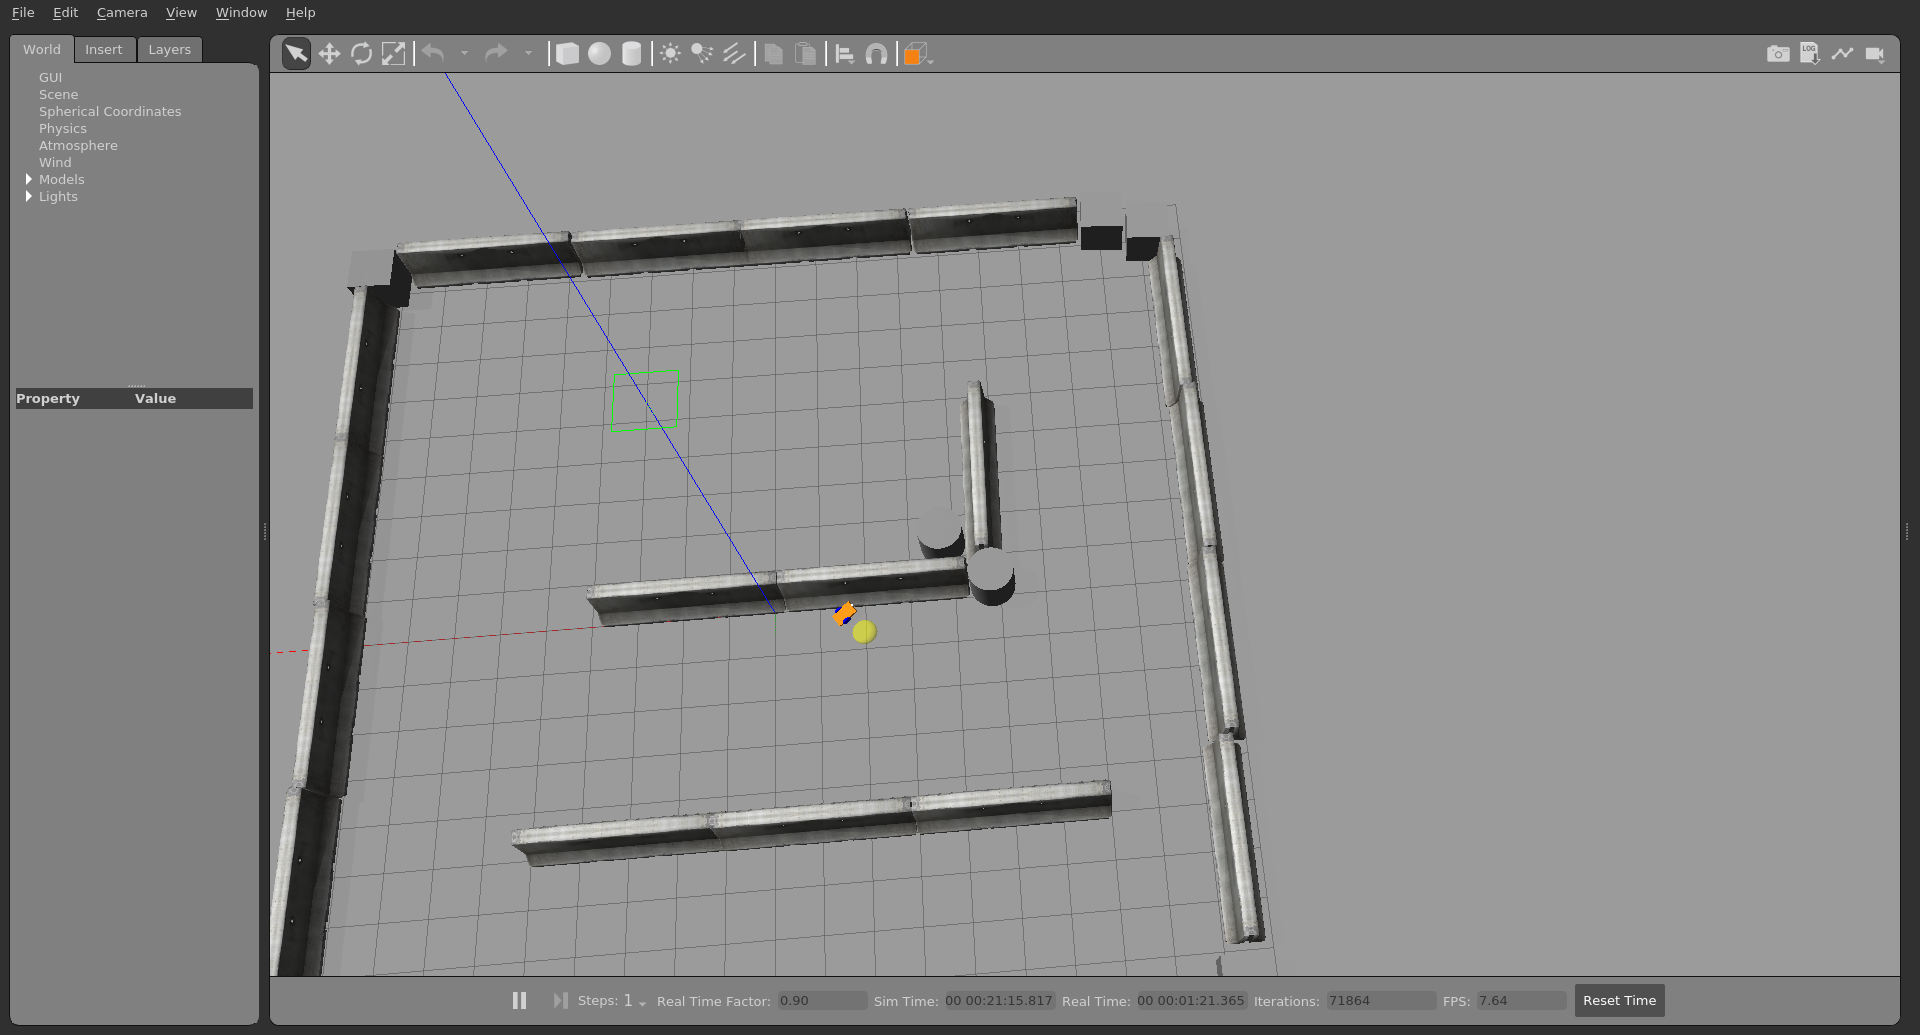 File Edit Camera View Window Help
World Insert Layers
LOG
GUI
Scene
Spherical Coordinates
Physics
Atmosphere
Wind
Models
Lights
Property Value
Steps: 1 Real Time Factor: 0.90 Sim Time: 00 00:21:15.817 Real Time: 00 00:01:21.365 Iterations: 71864 FPS: 7.64 Reset Time